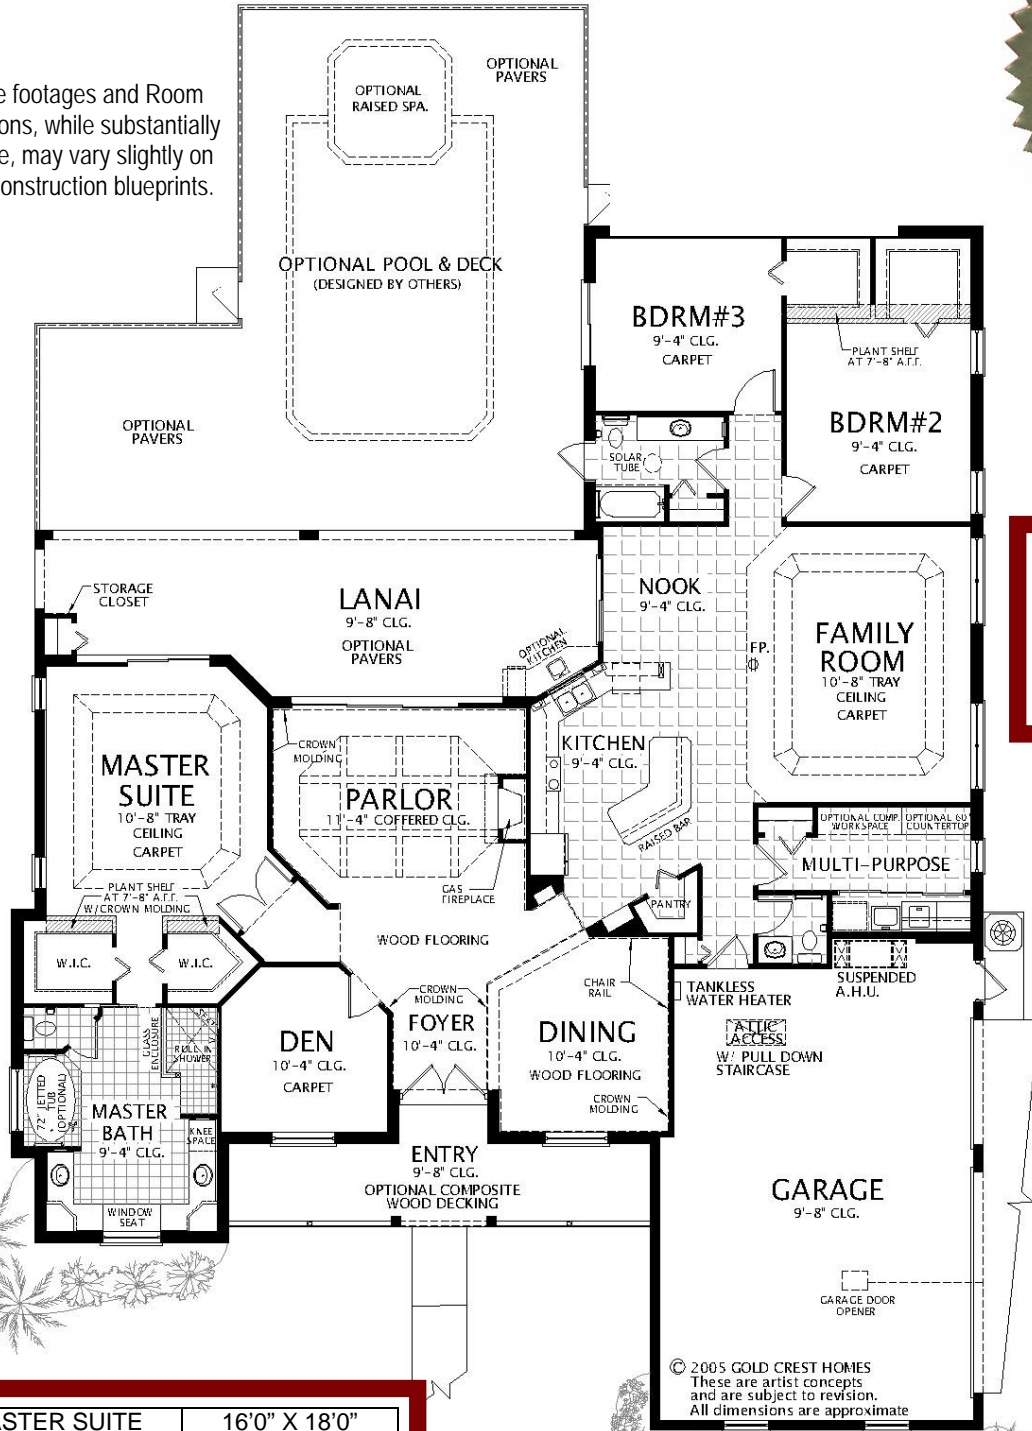 e footages and Room
ons, while substantially
e, may vary slightly on
onstruction blueprints.
OPTIONAL
PAVERS
OPTIONAL
RAISED SPA.
OPTIONAL POOL & DECK
(DESIGNED BY OTHERS)
OPTIONAL
PAVERS
BDRM#3
9'-4" CLG.
CARPET
PLANT SHELF
AT 7'-8" A.F.F.
BDRM#2
9'-4" CLG.
CARPET
SOLAR
TUBE
STORAGE
CLOSET
LANAI
9'-8" CLG.
OPTIONAL
PAVERS
OPTIONAL
KITCHEN
NOOK
9'-4" CLG.
F.P.
FAMILY
ROOM
10'-8" TRAY
CEILING
CARPET
CROWN
MOLDING
KITCHEN
9'-4" CLG.
MASTER
SUITE
10'-8" TRAY
CEILING
CARPET
PARLOR
11'-4" COFFERED CLG.
RAISED BAR
OPTIONAL COMP.
WORKSPACE
OPTIONAL 60"
COUNTERTOP
MULTI-PURPOSE
PLANT SHELF
AT 7'-8" A.F.F.
W/CROWN MOLDING
GAS
FIREPLACE
PANTRY
WOOD FLOORING
W.I.C.
W.I.C.
CHAIR
RAIL
SUSPENDED
A.H.U.
TANKLESS
WATER HEATER
CROWN
MOLDING
FOYER
10'-4" CLG.
DEN
10'-4" CLG.
CARPET
DINING
10'-4" CLG.
WOOD FLOORING
CROWN
MOLDING
ATTIC
ACCESS
W/ PULL DOWN
STAIRCASE
GLASS
ENCLOSURE
SEAT
ROLL IN
SHOWER
72" JETTED
TUB
(OPTIONAL)
MASTER
BATH
9'-4" CLG.
KNEE
SPACE
WINDOW
SEAT
ENTRY
9'-8" CLG.
OPTIONAL COMPOSITE
WOOD DECKING
GARAGE
9'-8" CLG.
GARAGE DOOR
OPENER
© 2005 GOLD CREST HOMES
These are artist concepts
and are subject to revision.
All dimensions are approximate
ASTER SUITE 16'0" X 18'0"